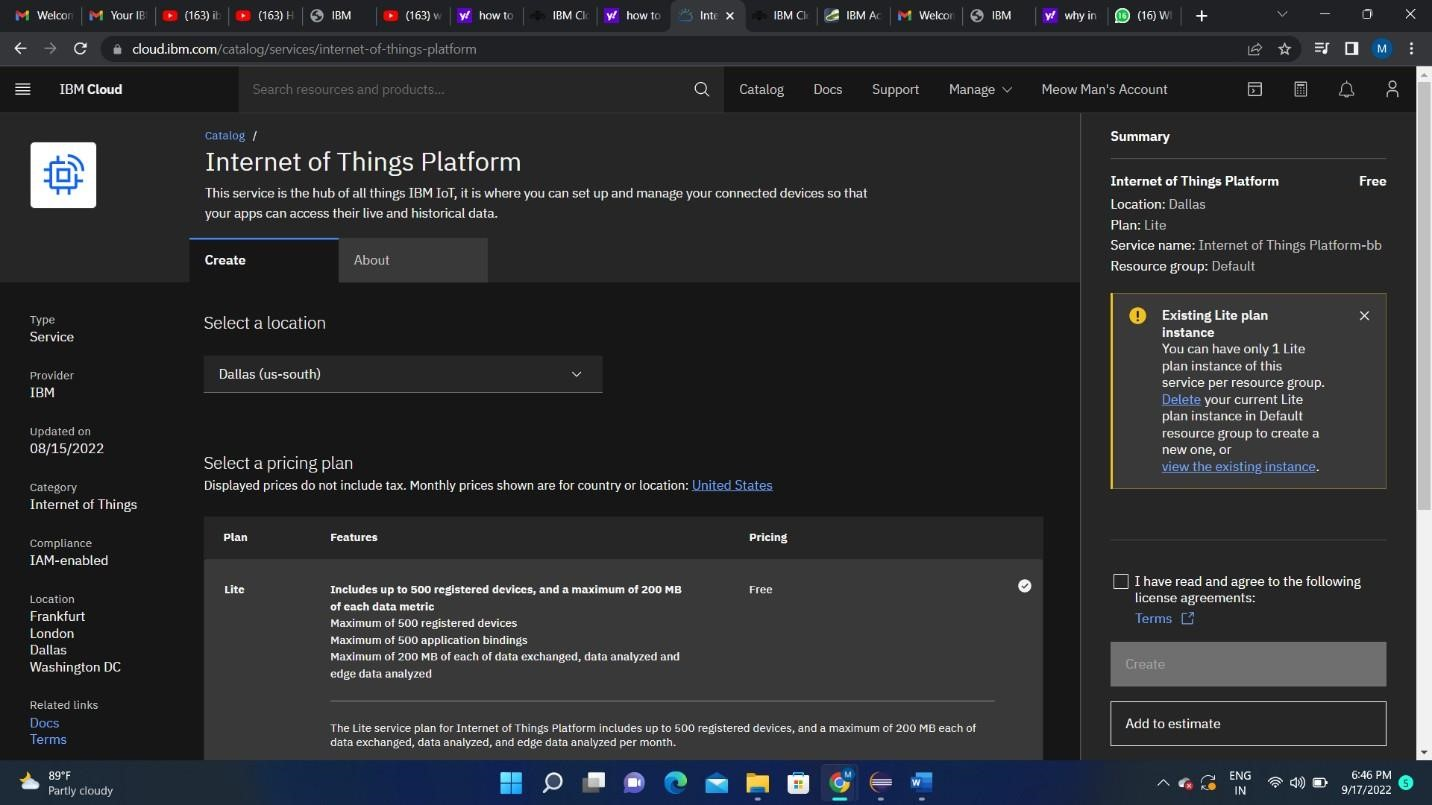 Welcon
Your IB
(163) ib
(163) H
IBM
(163) w
how to
IBM Clo
how to
Inte
IBM Clo
IBM Ac
Welcon
IBM
why in
(16) W
cloud.ibm.com/catalog/services/internet-of-things-platform
M
IBM Cloud
Search resources and products...
Catalog
Docs
Support
Manage
Meow Man's Account
Catalog /
Internet of Things Platform
This service is the hub of all things IBM IoT, it is where you can set up and manage your connected devices so that
your apps can access their live and historical data.
Create
About
Type
Service
Provider
IBM
Updated on
08/15/2022
Category
Internet of Things
Compliance
IAM-enabled
Location
Frankfurt
London
Dallas
Washington DC
Related links
Docs
Terms
Select a location
Dallas (us-south)
Select a pricing plan
Displayed prices do not include tax. Monthly prices shown are for country or location: United States
Plan
Features
Pricing
Lite
Includes up to 500 registered devices, and a maximum of 200 MB
of each data metric
Maximum of 500 registered devices
Maximum of 500 application bindings
Maximum of 200 MB of each of data exchanged, data analyzed and
edge data analyzed
Free
The Lite service plan for Internet of Things Platform includes up to 500 registered devices, and a maximum of 200 MB each of
data exchanged, data analyzed, and edge data analyzed per month.
Summary
Internet of Things Platform Free
Location: Dallas
Plan: Lite
Service name: Internet of Things Platform-bb
Resource group: Default
Existing Lite plan
instance
You can have only 1 Lite
plan instance of this
service per resource group.
Delete your current Lite
plan instance in Default
resource group to create a
new one, or
view the existing instance.
I have read and agree to the following
license agreements:
Terms
Create
Add to estimate
89°F
Partly cloudy
M
ENG
IN
6:46 PM
9/17/2022
S